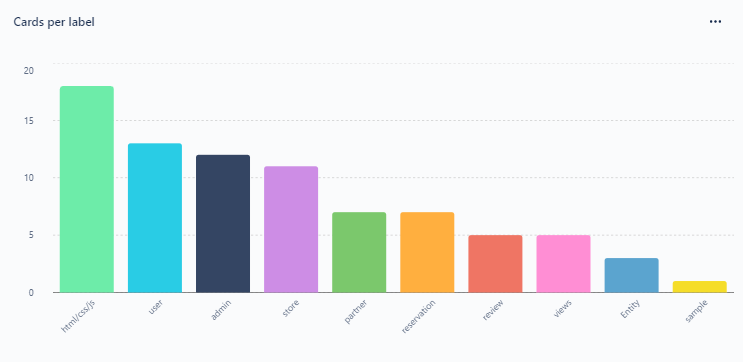 Cards per label
20
15
10
5
0
html/css/js
user
admin
store
partner
reservation
review
views
Entity
sample